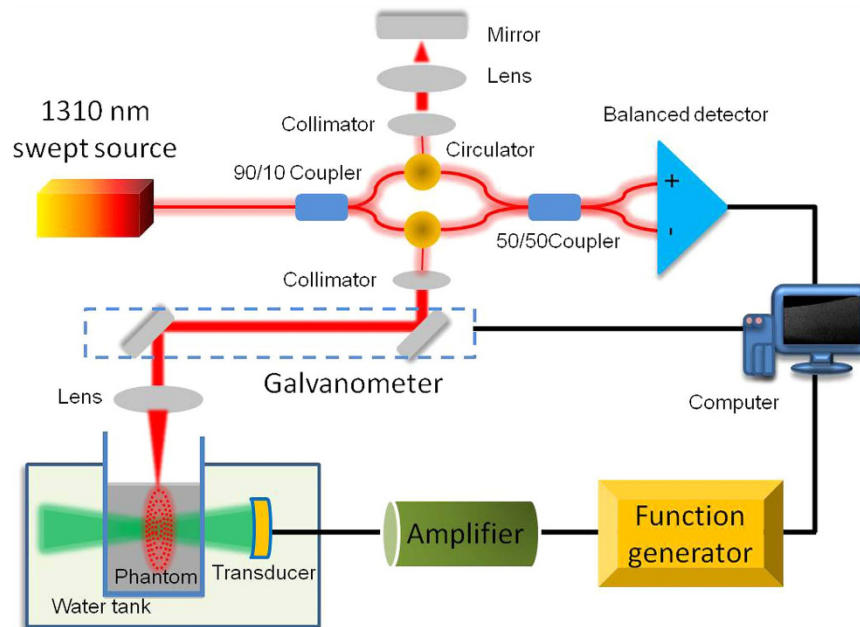 Mirror
Lens
1310 nm
swept source
Collimator
Balanced detector
Circulator
90/10 Coupler
+
-
50/50Coupler
Collimator
Galvanometer
Lens
Computer
Amplifier
Function
generator
Phantom
Transducer
Water tank